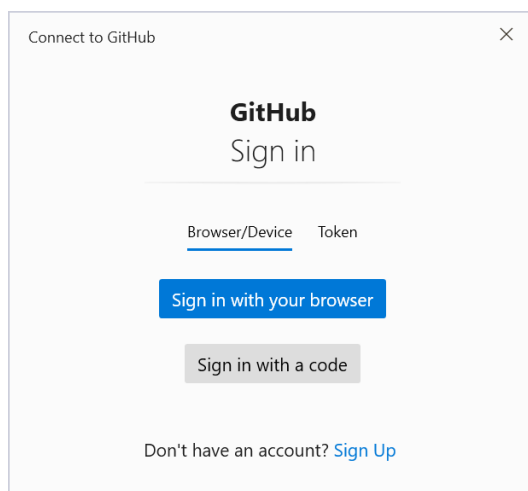 Connect to GitHub
GitHub
Sign in
Browser/Device Token
Sign in with your browser
Sign in with a code
Don't have an account? Sign Up